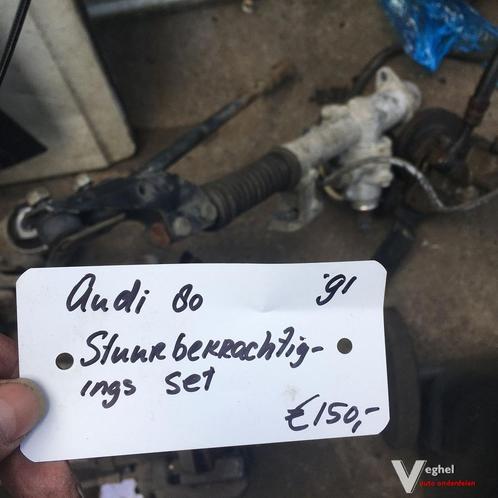 Audi 80 '91
Stuurbekrachtig-
ings set
€150,-
Veghel
auto onderdelen